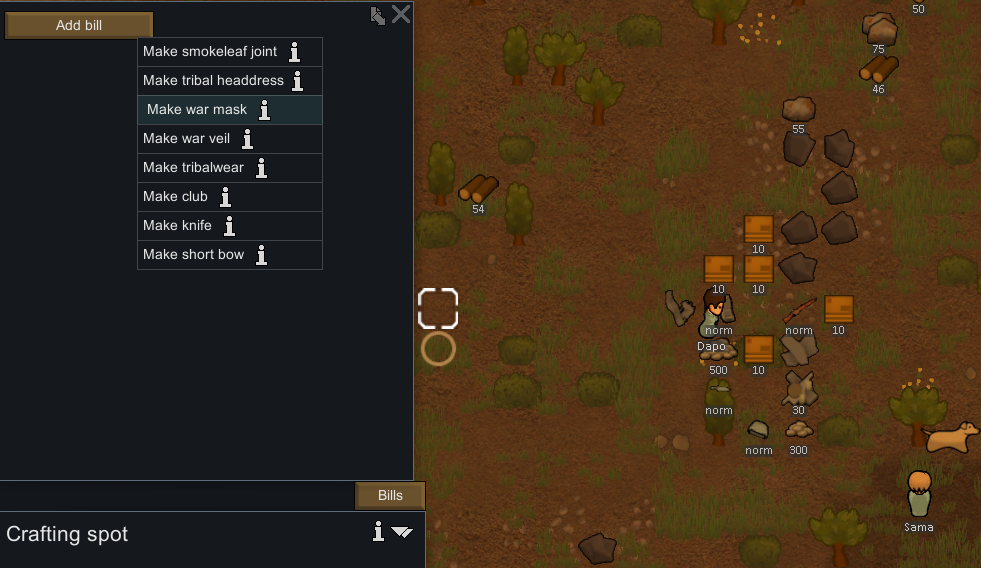 Add bill
Make smokeleaf joint
Make tribal headdress
Make war mask
Make war veil
Make tribalwear
Make club
Make knife
Make short bow
Bills
Crafting spot
50
75
46
55
54
10
10
10
norm
norm
10
Dapo
500
10
norm
30
norm
300
Sama